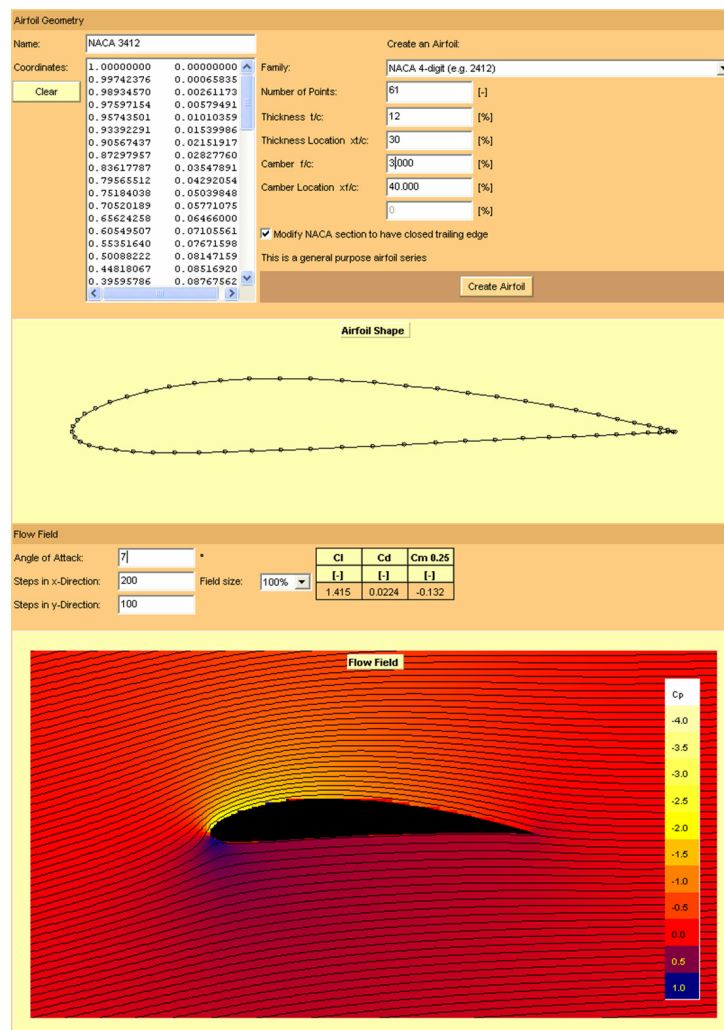 Airfoil Geometry
Name: NACA 3412 Create an Airfoil:
Coordinates: Family: NACA 4-digit (e.g. 2412)
Clear
1.00000000 0.00000000
0.99742376 0.00065835
0.98934570 0.00261173
0.97597154 0.00579491
0.95743501 0.01010359
0.93392291 0.01539986
0.90567437 0.02151917
0.87297957 0.02827760
0.83617787 0.03547891
0.79565512 0.04292054
0.75184038 0.05039848
0.70520189 0.05771075
0.65624258 0.06466000
0.60549507 0.07105561
0.55351640 0.07671598
0.50088222 0.08147159
0.44818067 0.08516920
0.39595786 0.08767562
Number of Points: 61 [-]
Thickness t/c: 12 [%]
Thickness Location xt/c: 30 [%]
Camber f/c: 3.000 [%]
Camber Location xf/c: 40.000 [%]
0 [%]
Modify NACA section to have closed trailing edge
This is a general purpose airfoil series
Create Airfoil
Airfoil Shape
Flow Field
Angle of Attack: 7 °
Steps in x-Direction: 200 Field size: 100%
Steps in y-Direction: 100
Cl Cd Cm 0.25
[-] [-] [-]
1.415 0.0224 -0.132
Flow Field
Cp
-4.0
-3.5
-3.0
-2.5
-2.0
-1.5
-1.0
-0.5
0.0
0.5
1.0